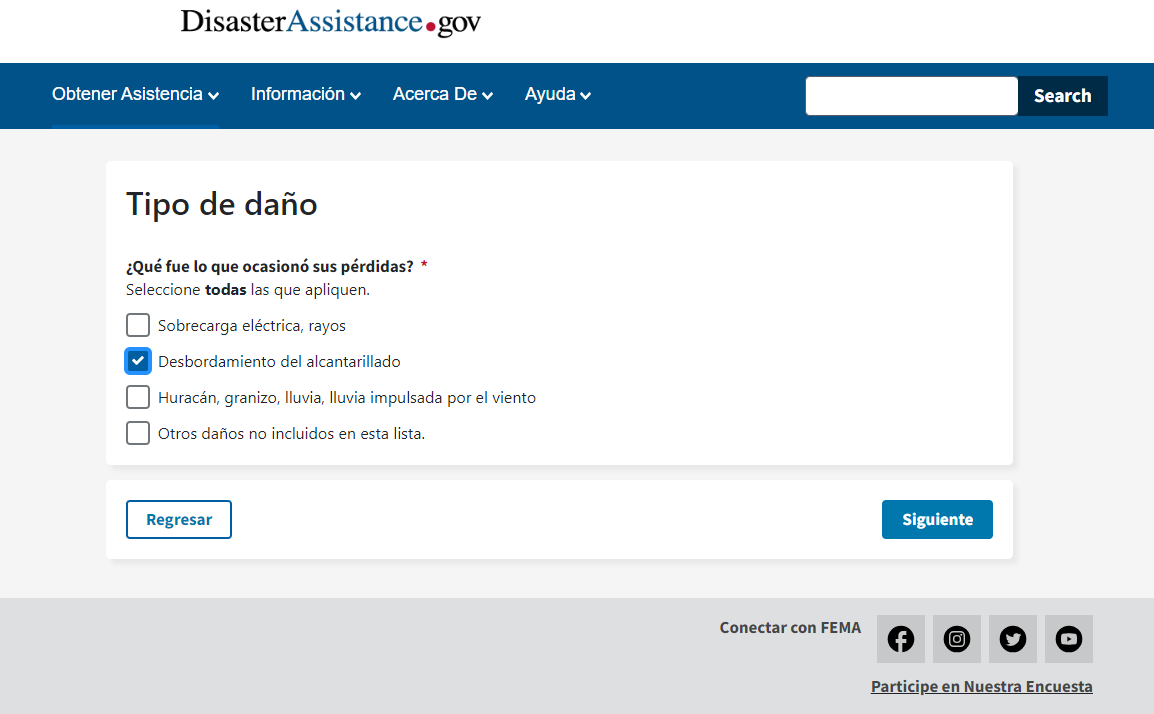 DisasterAssistance.gov
Obtener Asistencia
Información
Acerca De
Ayuda
Search
Tipo de daño
¿Qué fue lo que ocasionó sus pérdidas? *
Seleccione todas las que apliquen.
Sobrecarga eléctrica, rayos
Desbordamiento del alcantarillado
Huracán, granizo, lluvia, lluvia impulsada por el viento
Otros daños no incluidos en esta lista.
Regresar
Siguiente
Conectar con FEMA
Participe en Nuestra Encuesta